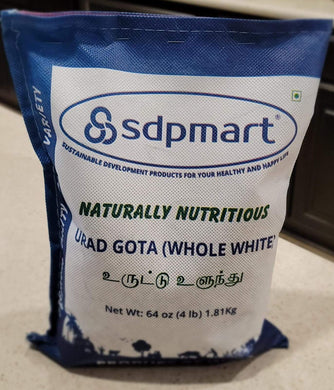 VARIETY
sdpmart®
SUSTAINABLE DEVELOPMENT PRODUCTS FOR YOUR HEALTHY AND HAPPY LIFE
NATURALLY NUTRITIOUS
URAD GOTA (WHOLE WHITE)
உருட்டு உளுந்து
Net Wt: 64 oz (4 lb) 1.81Kg